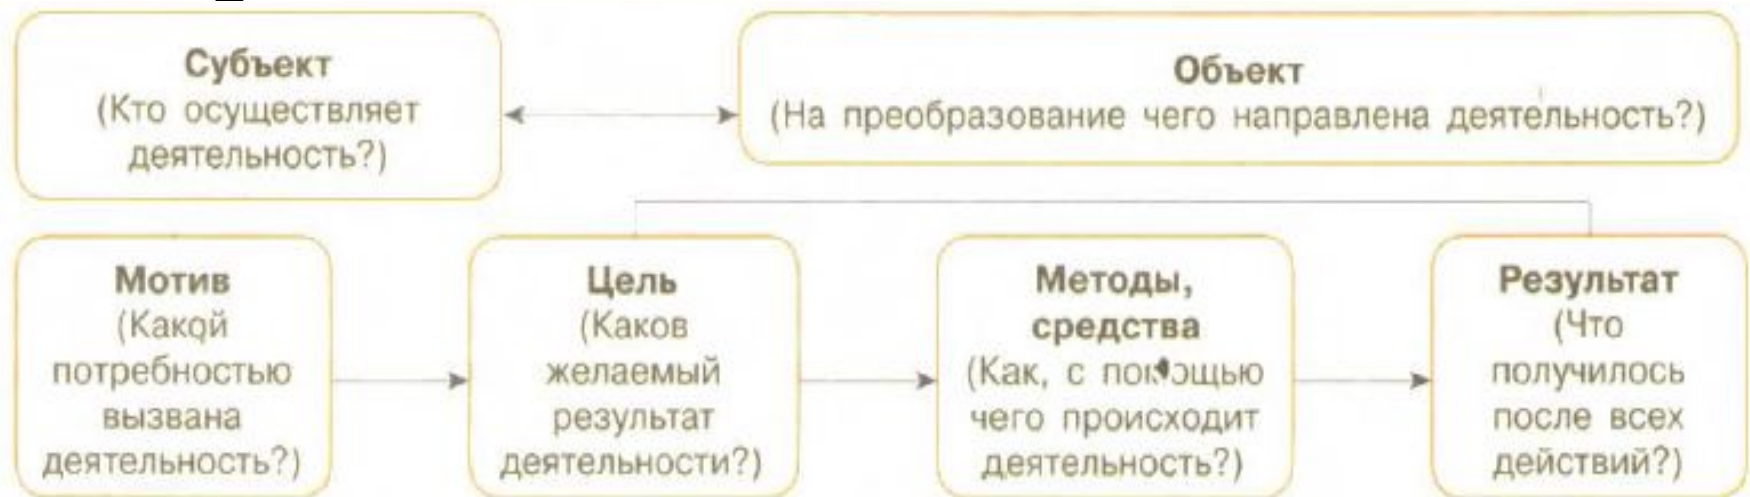 Субъект
(Кто осуществляет
деятельность?)
Объект
(На преобразование чего направлена деятельность?)
Мотив
(Какой
потребностью
вызвана
деятельность?)
Цель
(Каков
желаемый
результат
деятельности?)
Методы,
средства
(Как, с помощью
чего происходит
деятельность?)
Результат
(Что
получилось
после всех
действий?)